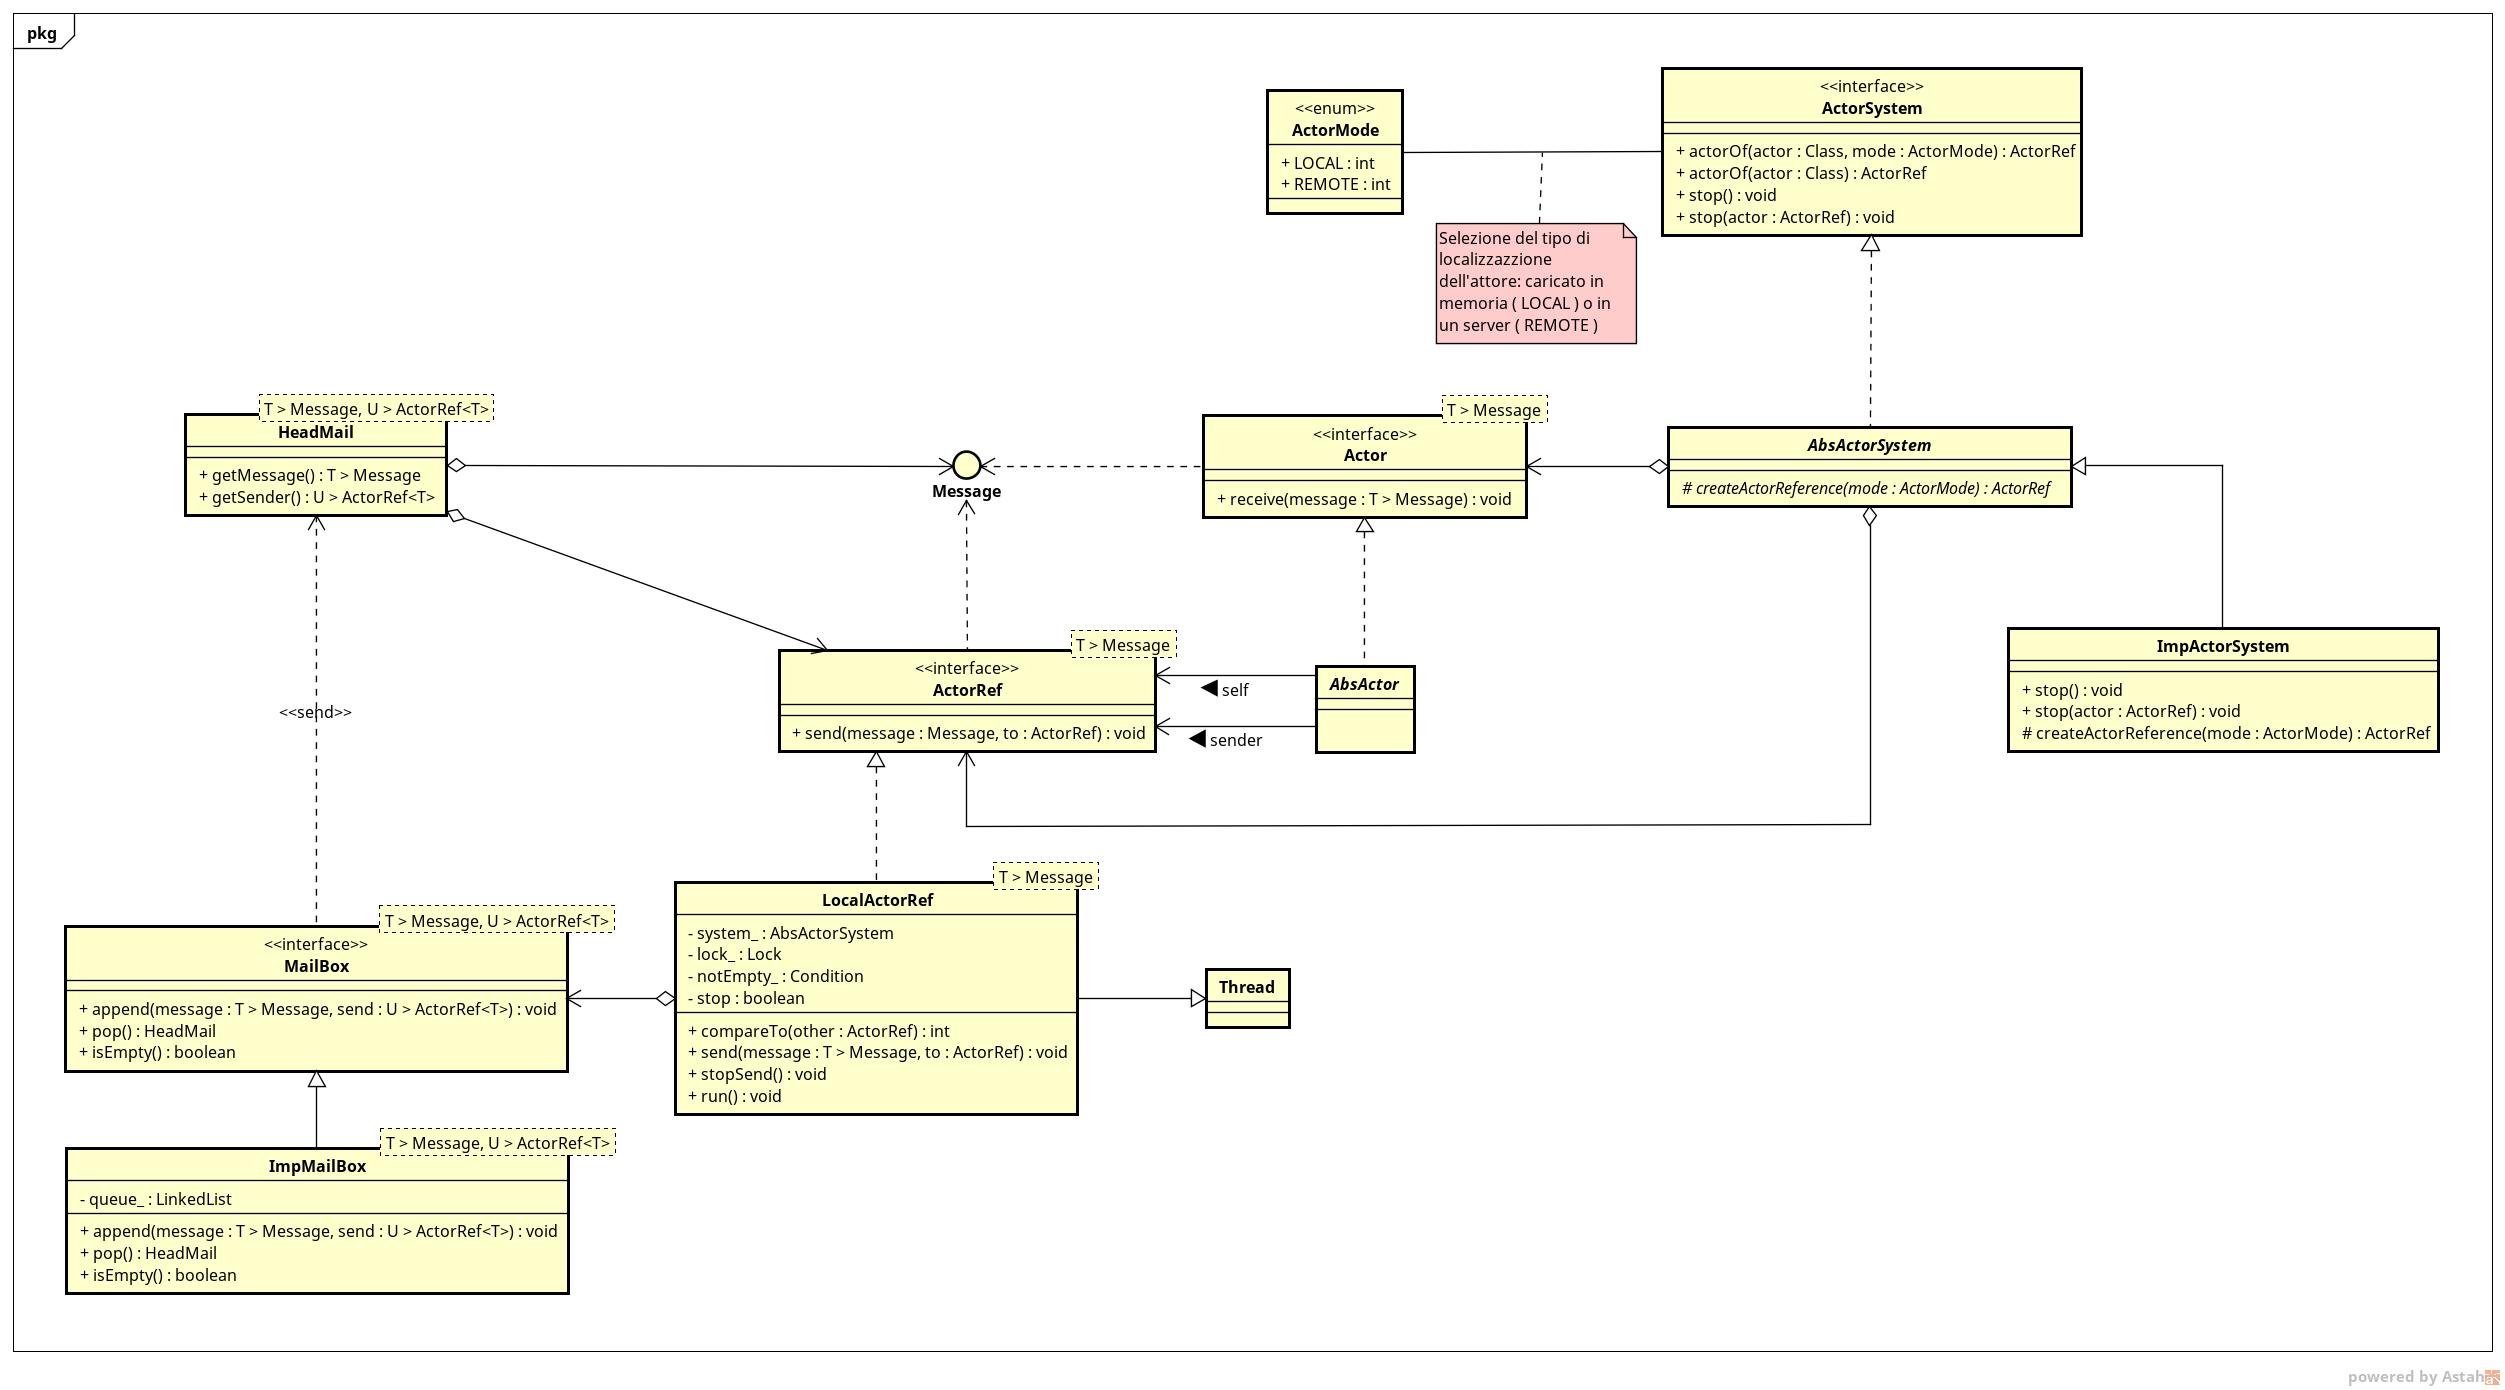 pkg
<<enum>>
ActorMode
+ LOCAL : int
+ REMOTE : int
<<interface>>
ActorSystem
+ actorOf(actor : Class, mode : ActorMode) : ActorRef
+ actorOf(actor : Class) : ActorRef
+ stop() : void
+ stop(actor : ActorRef) : void
Selezione del tipo di
localizzazzione
dell'attore: caricato in
memoria ( LOCAL ) o in
un server ( REMOTE )
T > Message, U > ActorRef<T>
HeadMail
+ getMessage() : T > Message
+ getSender() : U > ActorRef<T>
Message
T > Message
<<interface>>
Actor
+ receive(message : T > Message) : void
AbsActorSystem
# createActorReference(mode : ActorMode) : ActorRef
T > Message
<<interface>>
ActorRef
+ send(message : Message, to : ActorRef) : void
self
sender
AbsActor
ImpActorSystem
+ stop() : void
+ stop(actor : ActorRef) : void
# createActorReference(mode : ActorMode) : ActorRef
<<send>>
T > Message, U > ActorRef<T>
<<interface>>
MailBox
+ append(message : T > Message, send : U > ActorRef<T>) : void
+ pop() : HeadMail
+ isEmpty() : boolean
T > Message
LocalActorRef
- system_ : AbsActorSystem
- lock_ : Lock
- notEmpty_ : Condition
- stop : boolean
+ compareTo(other : ActorRef) : int
+ send(message : T > Message, to : ActorRef) : void
+ stopSend() : void
+ run() : void
Thread
T > Message, U > ActorRef<T>
ImpMailBox
- queue_ : LinkedList
+ append(message : T > Message, send : U > ActorRef<T>) : void
+ pop() : HeadMail
+ isEmpty() : boolean
powered by Astah